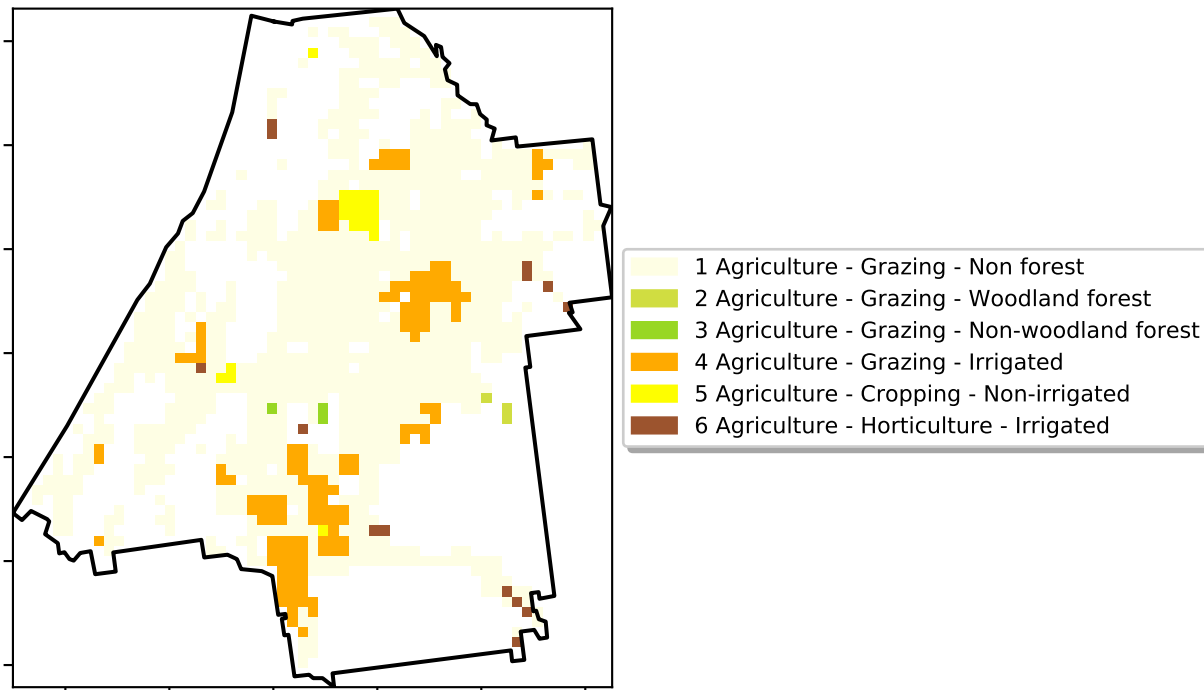 1 Agriculture - Grazing - Non forest
2 Agriculture - Grazing - Woodland forest
3 Agriculture - Grazing - Non-woodland forest
4 Agriculture - Grazing - Irrigated
5 Agriculture - Cropping - Non-irrigated
6 Agriculture - Horticulture - Irrigated